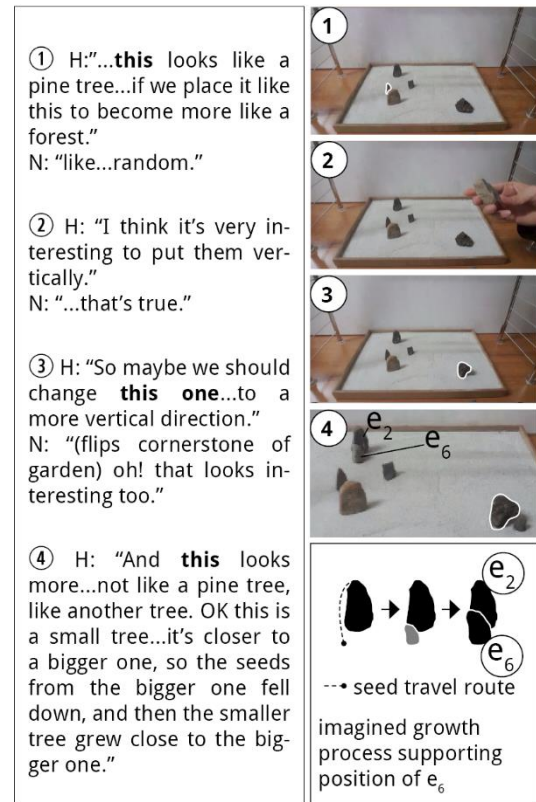 ① H:”...this looks like a
pine tree...if we place it like
this to become more like a
forest.”
N: “like...random.”
② H: “I think it’s very in-
teresting to put them ver-
tically.”
N: “...that’s true.”
③ H: “So maybe we should
change this one...to a
more vertical direction.”
N: “(flips cornerstone of
garden) oh! that looks in-
teresting too.”
④ H: “And this looks
more...not like a pine tree,
like another tree. OK this is
a small tree...it’s closer to
a bigger one, so the seeds
from the bigger one fell
down, and then the smaller
tree grew close to the big-
ger one.”
1
2
3
4
e₂
e₆
e₂
e₆
seed travel route
imagined growth
process supporting
position of e₆